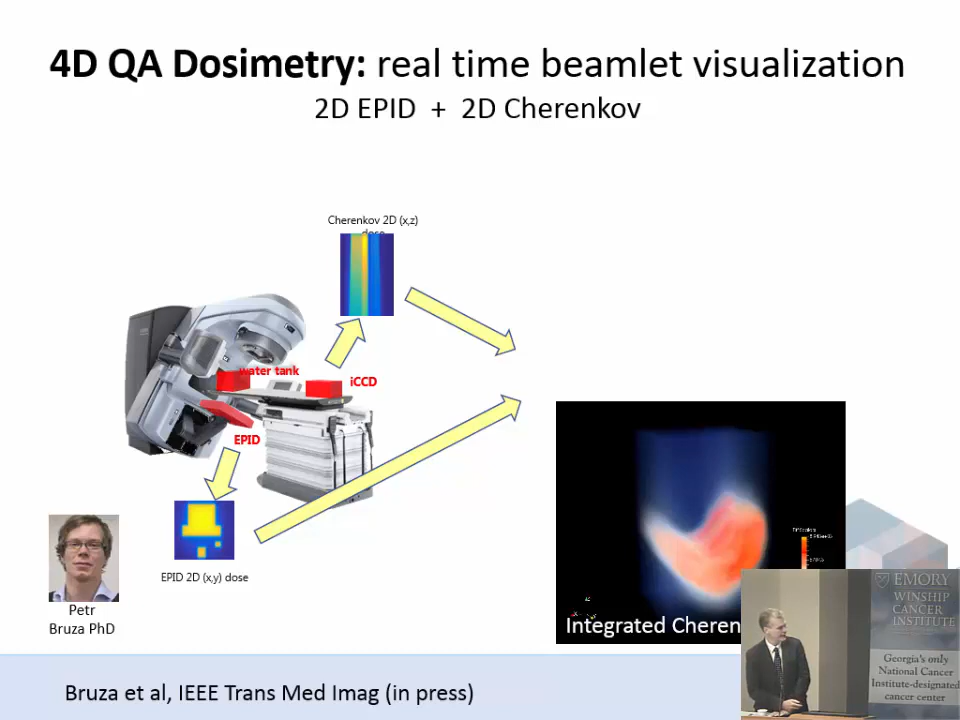 4D QA Dosimetry: real time beamlet visualization
2D EPID + 2D Cherenkov
Cherenkov 2D (x,z)
dose
water tank
iCCD
EPID
EPID 2D (x,y) dose
Petr
Bruza PhD
Integrated Cheren
EMORY
WINSHIP
CANCER
INSTITUTE
Georgia's only
National Cancer
Institute-designated
cancer center
Bruza et al, IEEE Trans Med Imag (in press)